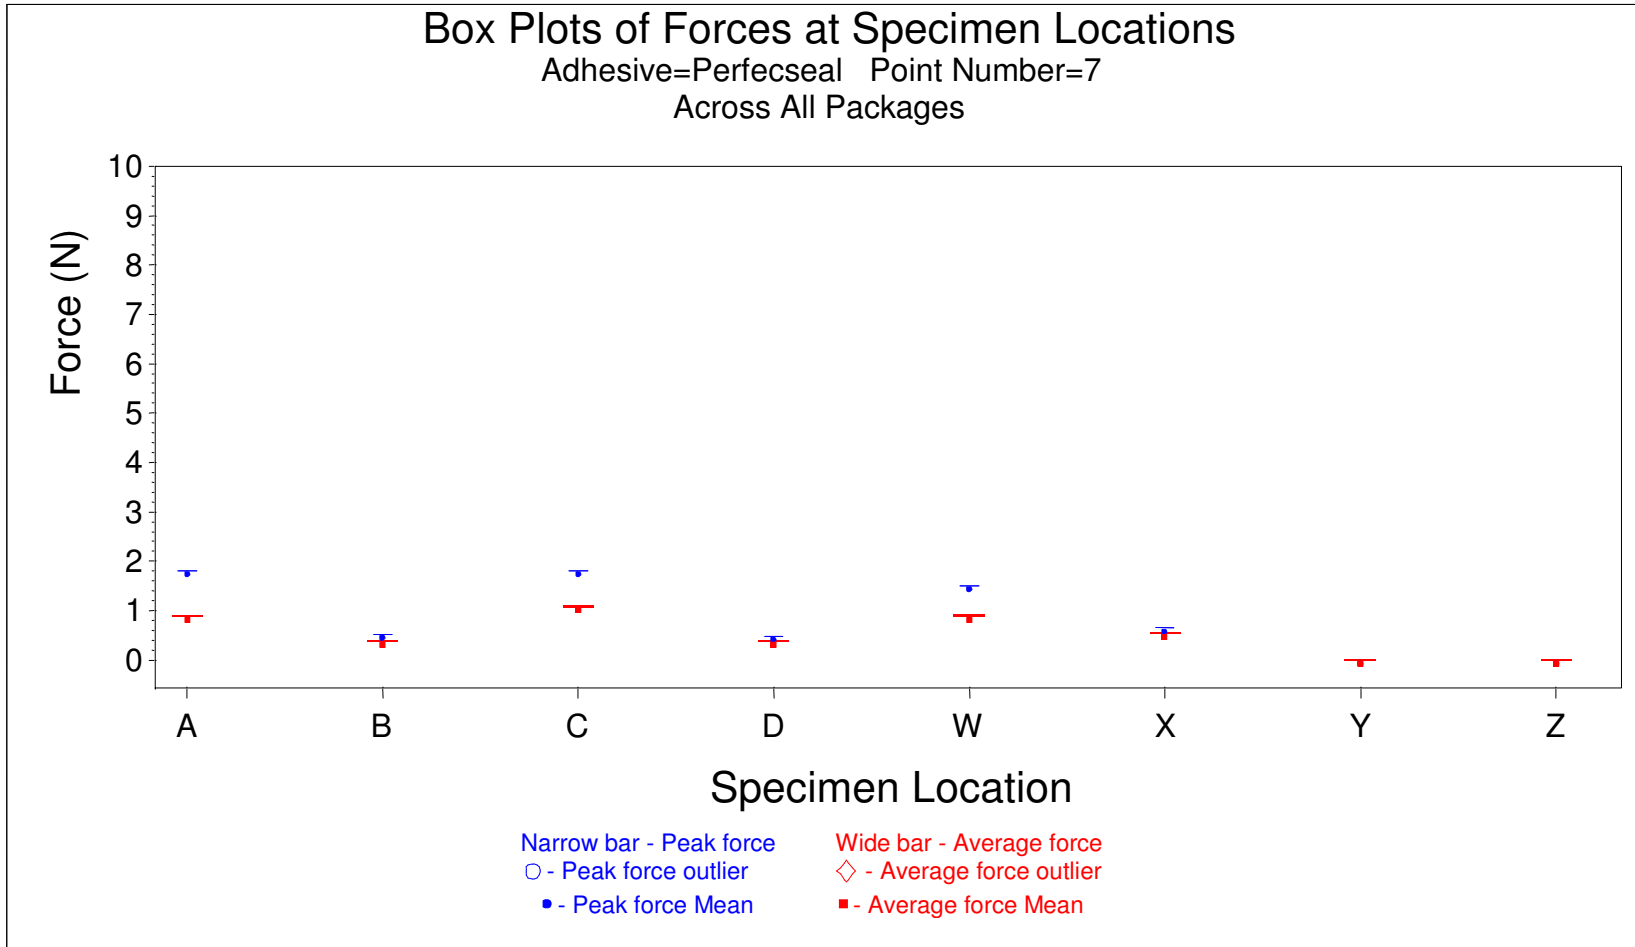 Box Plots of Forces at Specimen Locations
Adhesive=Perfecseal Point Number=7
Across All Packages
Force (N)
10
9
8
7
6
5
4
3
2
1
0
A B C D W X Y Z
Specimen Location
Narrow bar - Peak force Wide bar - Average force
- Peak force outlier - Average force outlier
- Peak force Mean - Average force Mean